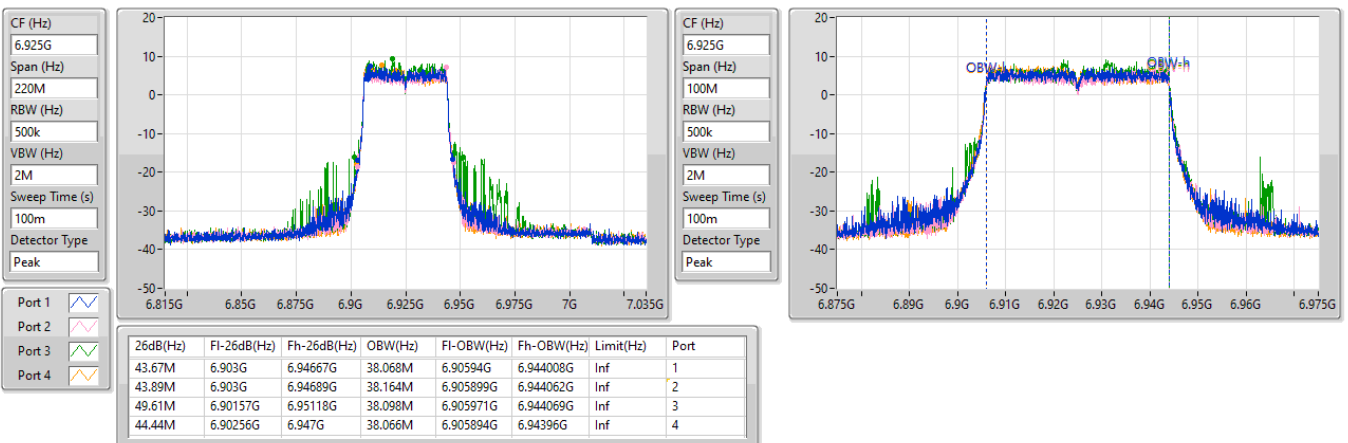 CF (Hz)
6.925G
Span (Hz)
220M
RBW (Hz)
500k
VBW (Hz)
2M
Sweep Time (s)
100m
Detector Type
Peak
20
10
0
-10
-20
-30
-40
-50
6.815G 6.85G 6.875G 6.9G 6.925G 6.95G 6.975G 7G 7.035G
CF (Hz)
6.925G
Span (Hz)
100M
RBW (Hz)
500k
VBW (Hz)
2M
Sweep Time (s)
100m
Detector Type
Peak
20
10
0
-10
-20
-30
-40
-50
OBW-
OBW-h
6.875G 6.89G 6.9G 6.91G 6.92G 6.93G 6.94G 6.95G 6.96G 6.975G
Port 1
Port 2
Port 3
Port 4
26dB(Hz) Fl-26dB(Hz) Fh-26dB(Hz) OBW(Hz) Fl-OBW(Hz) Fh-OBW(Hz) Limit(Hz) Port
43.67M 6.903G 6.94667G 38.068M 6.90594G 6.944008G Inf 1
43.89M 6.903G 6.94689G 38.164M 6.905899G 6.944062G Inf 2
49.61M 6.90157G 6.95118G 38.098M 6.905971G 6.944069G Inf 3
44.44M 6.90256G 6.947G 38.066M 6.905894G 6.94396G Inf 4